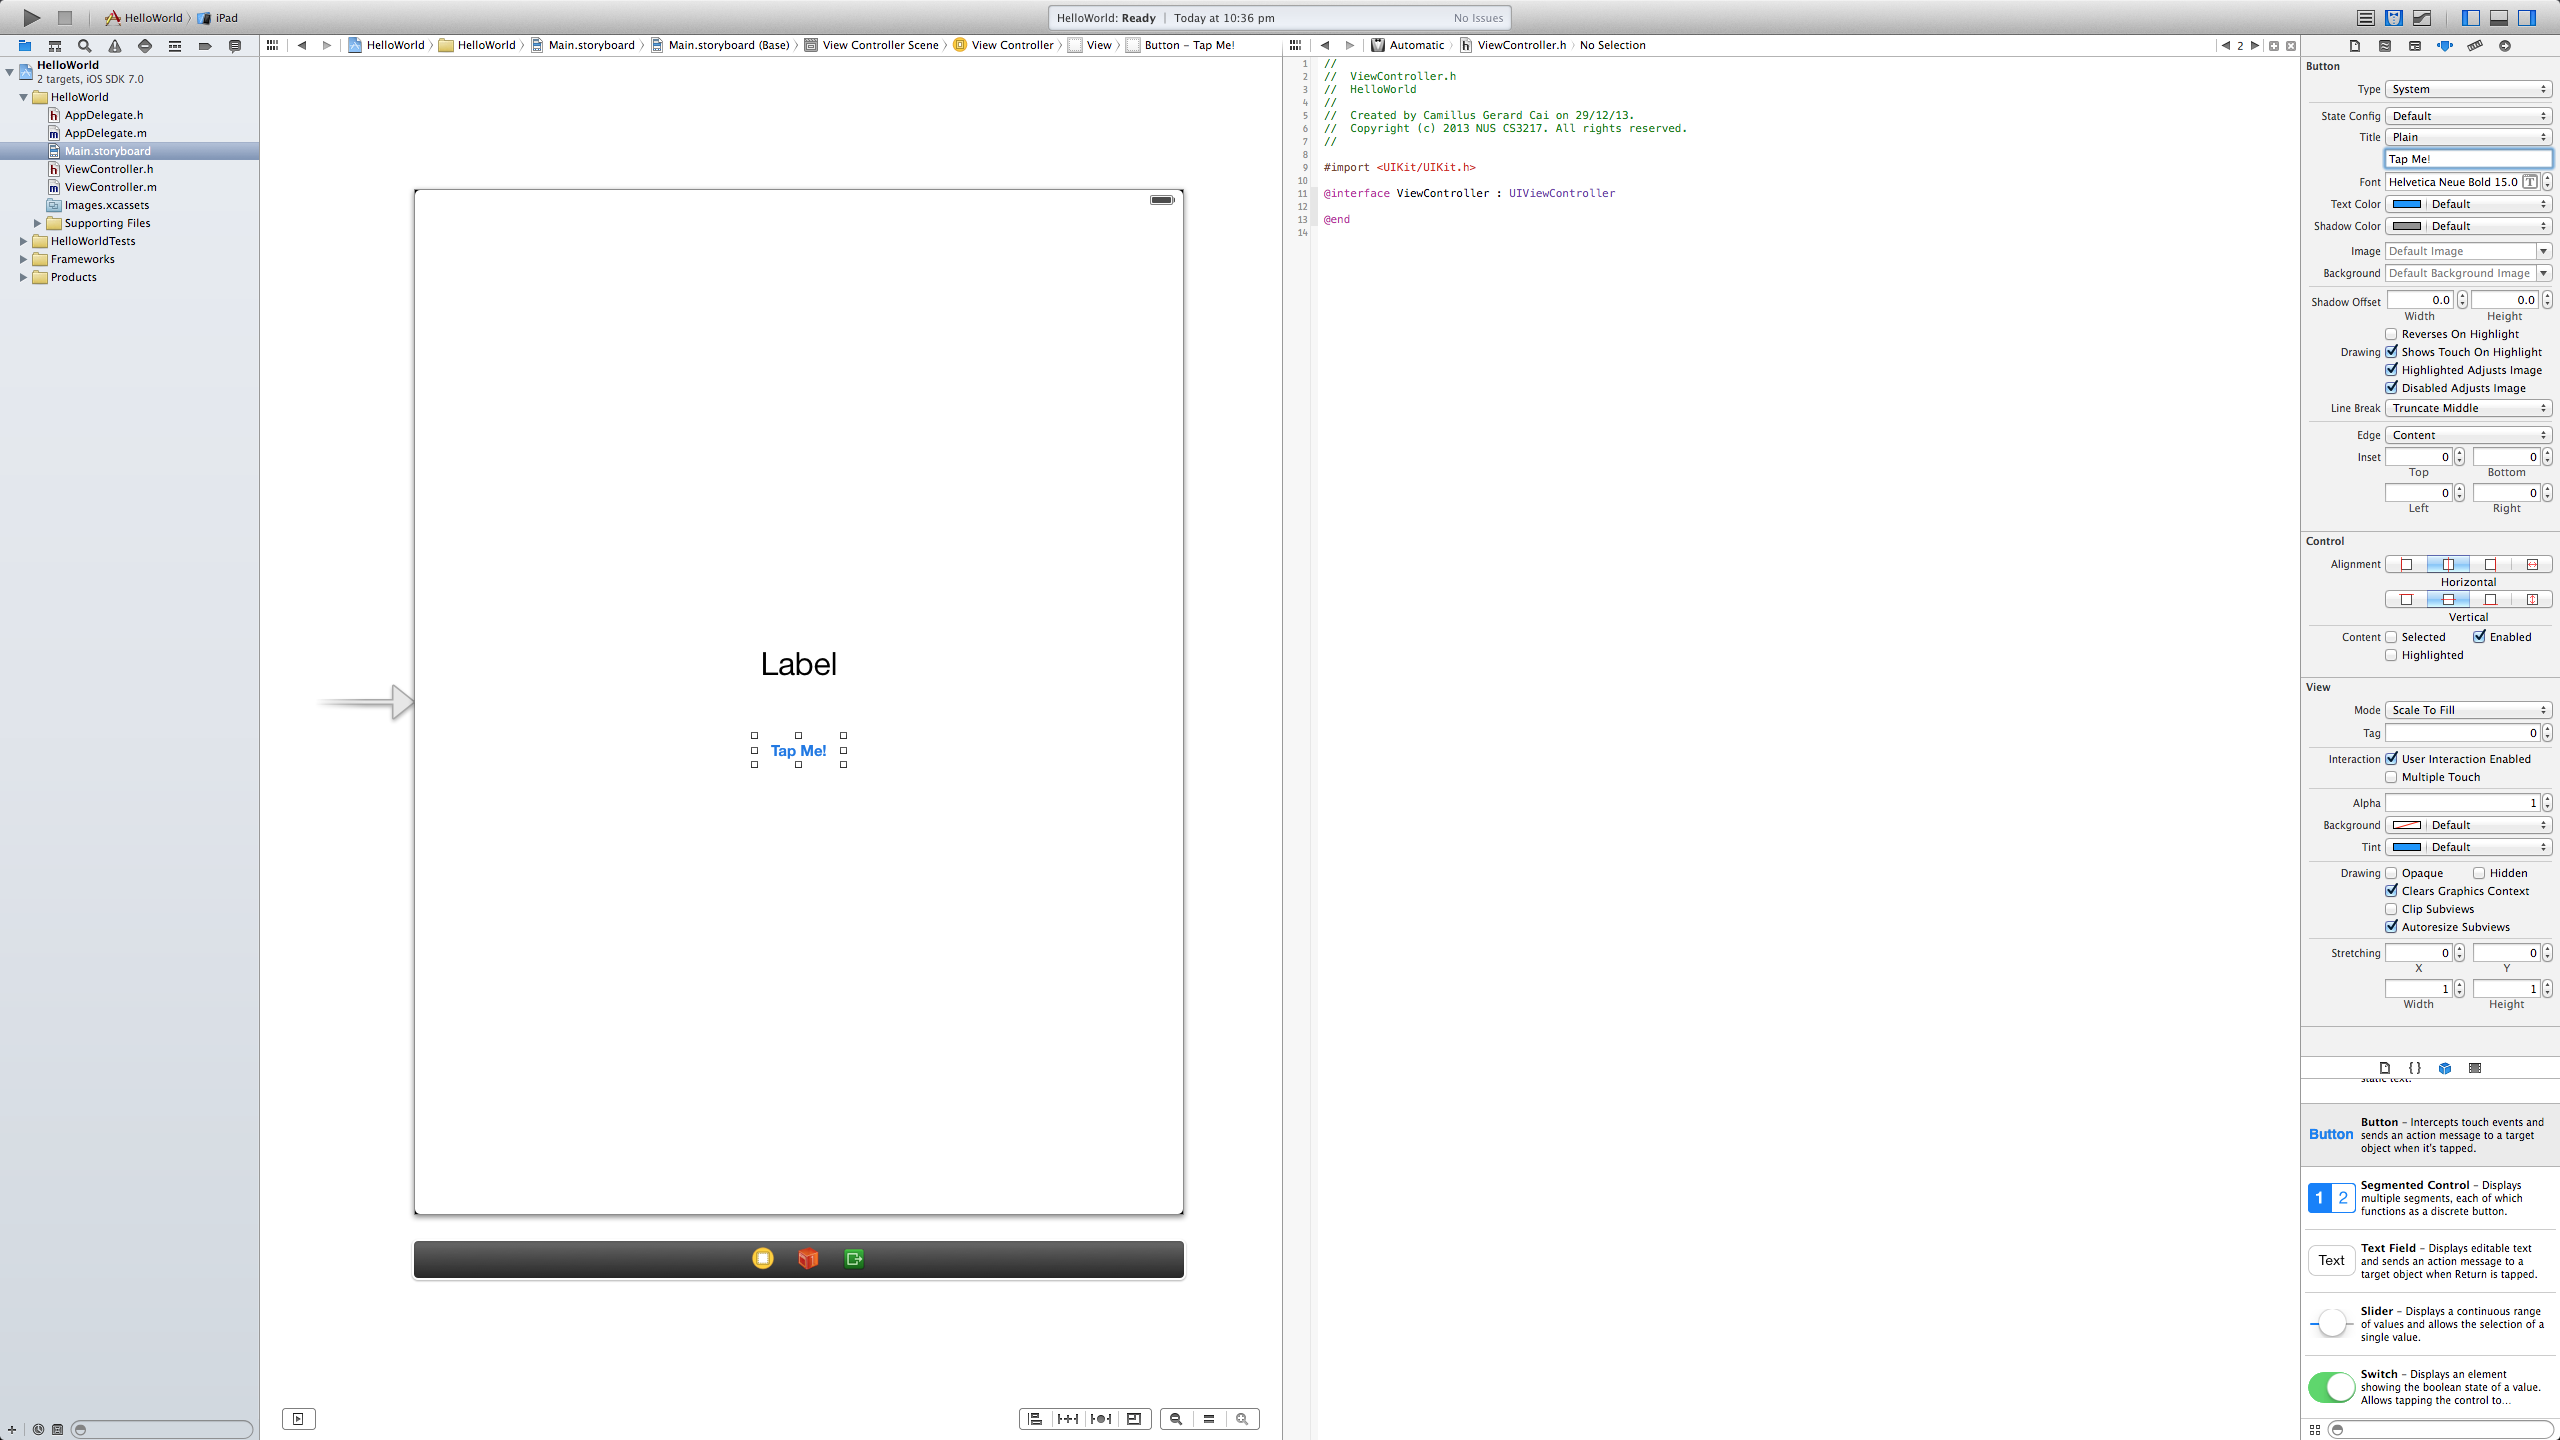 HelloWorld
iPad
HelloWorld: Ready | Today at 10:36 pm
No Issues
HelloWorld
HelloWorld
Main.storyboard
Main.storyboard (Base)
View Controller Scene
View Controller
View
Button – Tap Me!
Automatic
ViewController.h
No Selection
2
HelloWorld
2 targets, iOS SDK 7.0
HelloWorld
AppDelegate.h
AppDelegate.m
Main.storyboard
ViewController.h
ViewController.m
Images.xcassets
Supporting Files
HelloWorldTests
Frameworks
Products
Label
Tap Me!
1 //
2 //  ViewController.h
3 //  HelloWorld
4 //
5 //  Created by Camillus Gerard Cai on 29/12/13.
6 //  Copyright (c) 2013 NUS CS3217. All rights reserved.
7 //
8
9 #import <UIKit/UIKit.h>
10
11 @interface ViewController : UIViewController
12
13 @end
14
Button
Type System
State Config Default
Title Plain
Tap Me!
Font Helvetica Neue Bold 15.0
Text Color Default
Shadow Color Default
Image Default Image
Background Default Background Image
Shadow Offset 0.0 0.0
Width Height
Reverses On Highlight
Drawing Shows Touch On Highlight
Highlighted Adjusts Image
Disabled Adjusts Image
Line Break Truncate Middle
Edge Content
Inset 0 0
Top Bottom
0 0
Left Right
Control
Alignment
Horizontal
Vertical
Content Selected Enabled
Highlighted
View
Mode Scale To Fill
Tag 0
Interaction User Interaction Enabled
Multiple Touch
Alpha 1
Background Default
Tint Default
Drawing Opaque Hidden
Clears Graphics Context
Clip Subviews
Autoresize Subviews
Stretching 0 0
X Y
1 1
Width Height
{ }
static text.
Button
Button – Intercepts touch events and
sends an action message to a target
object when it's tapped.
1 2
Segmented Control – Displays
multiple segments, each of which
functions as a discrete button.
Text
Text Field – Displays editable text
and sends an action message to a
target object when Return is tapped.
Slider – Displays a continuous range
of values and allows the selection of a
single value.
Switch – Displays an element
showing the boolean state of a value.
Allows tapping the control to...